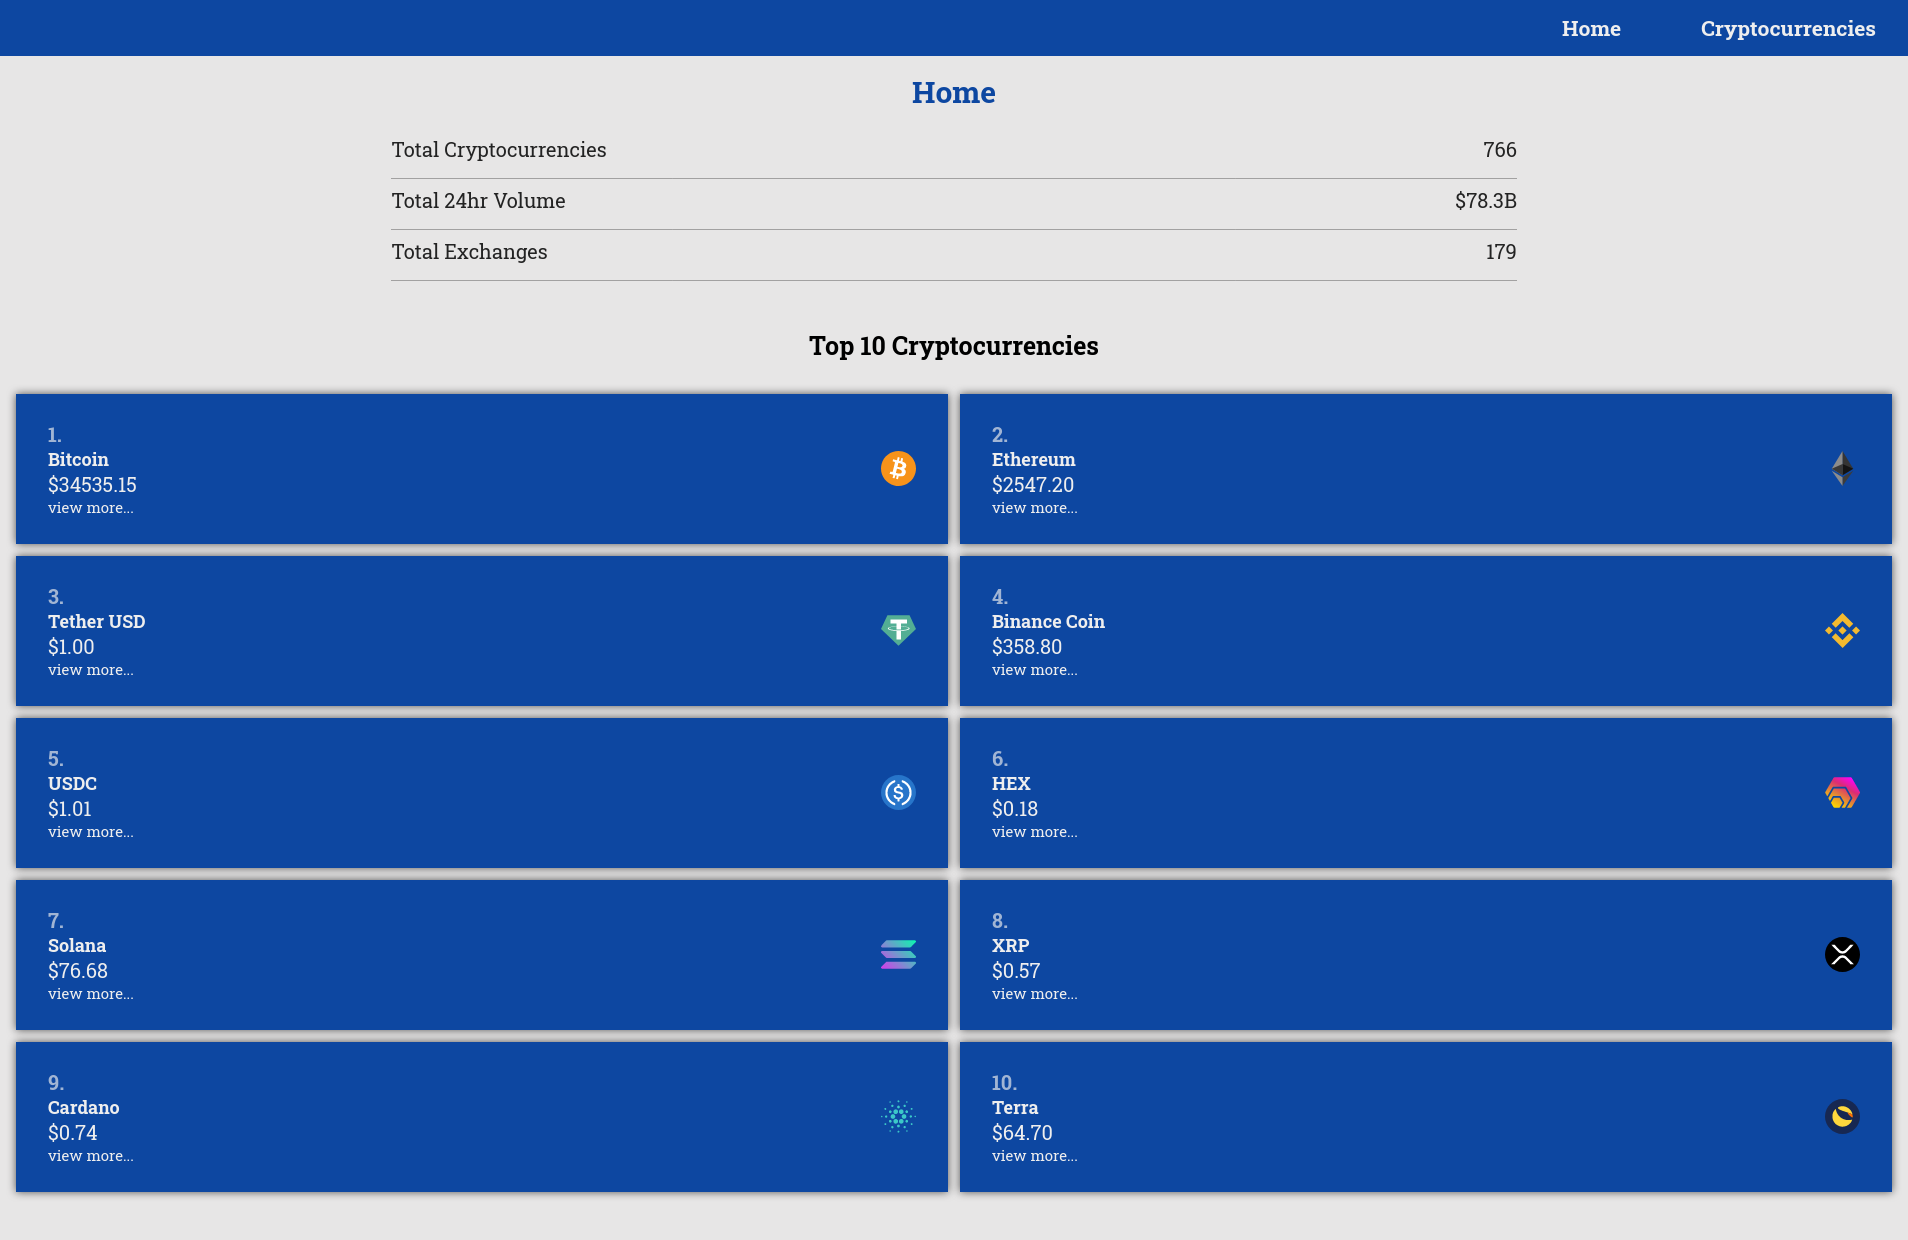 Home Cryptocurrencies
Home
Total Cryptocurrencies 766
Total 24hr Volume $78.3B
Total Exchanges 179
Top 10 Cryptocurrencies
1.
Bitcoin
$34535.15
view more...
2.
Ethereum
$2547.20
view more...
3.
Tether USD
$1.00
view more...
4.
Binance Coin
$358.80
view more...
5.
USDC
$1.01
view more...
6.
HEX
$0.18
view more...
7.
Solana
$76.68
view more...
8.
XRP
$0.57
view more...
9.
Cardano
$0.74
view more...
10.
Terra
$64.70
view more...